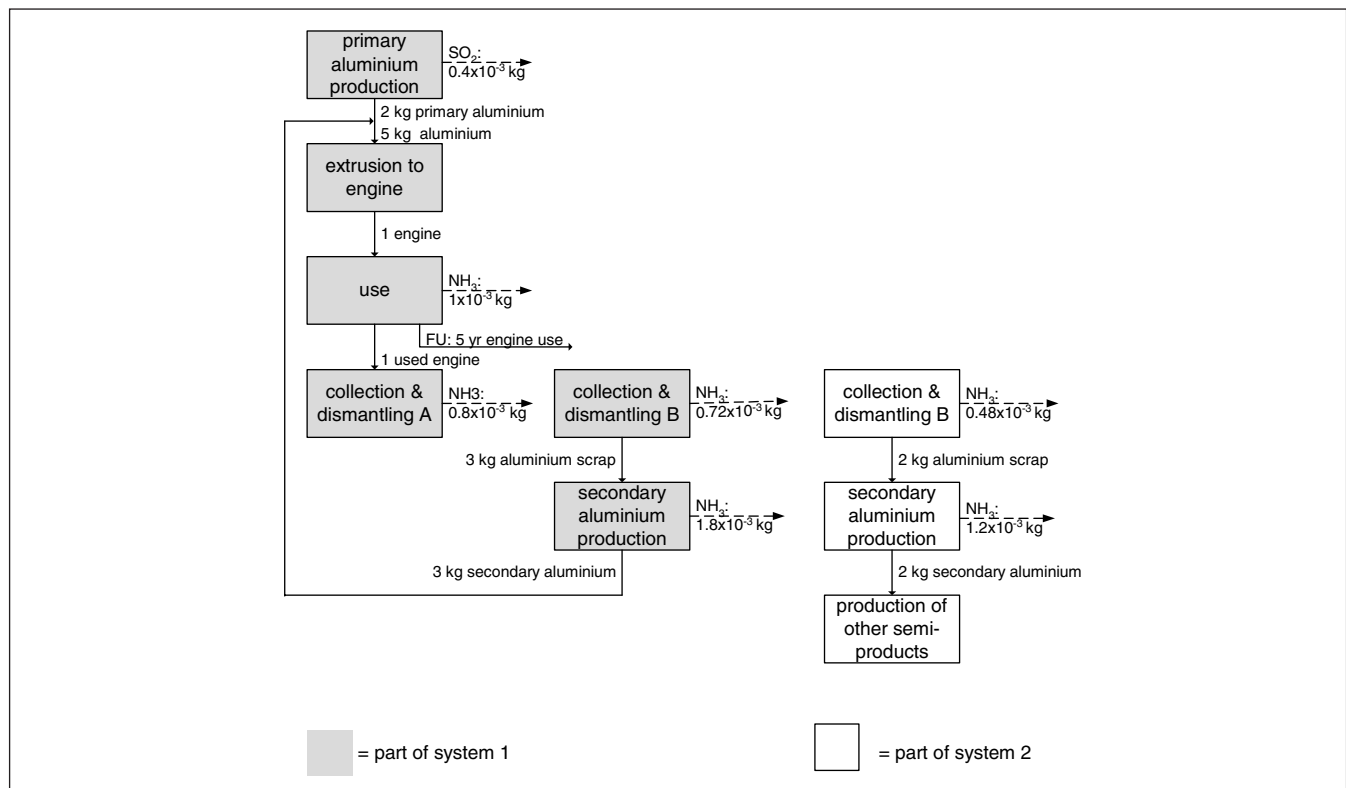 primary
aluminium
production
SO₂:
0.4x10⁻³ kg
2 kg primary aluminium
5 kg aluminium
extrusion to
engine
1 engine
use
NH₃:
1x10⁻³ kg
FU: 5 yr engine use
1 used engine
collection &
dismantling A
NH3:
0.8x10⁻³ kg
collection &
dismantling B
NH₃:
0.72x10⁻³ kg
collection &
dismantling B
NH₃:
0.48x10⁻³ kg
3 kg aluminium scrap
2 kg aluminium scrap
secondary
aluminium
production
NH₃:
1.8x10⁻³ kg
secondary
aluminium
production
NH₃:
1.2x10⁻³ kg
3 kg secondary aluminium
2 kg secondary aluminium
production of
other semi-
products
= part of system 1
= part of system 2